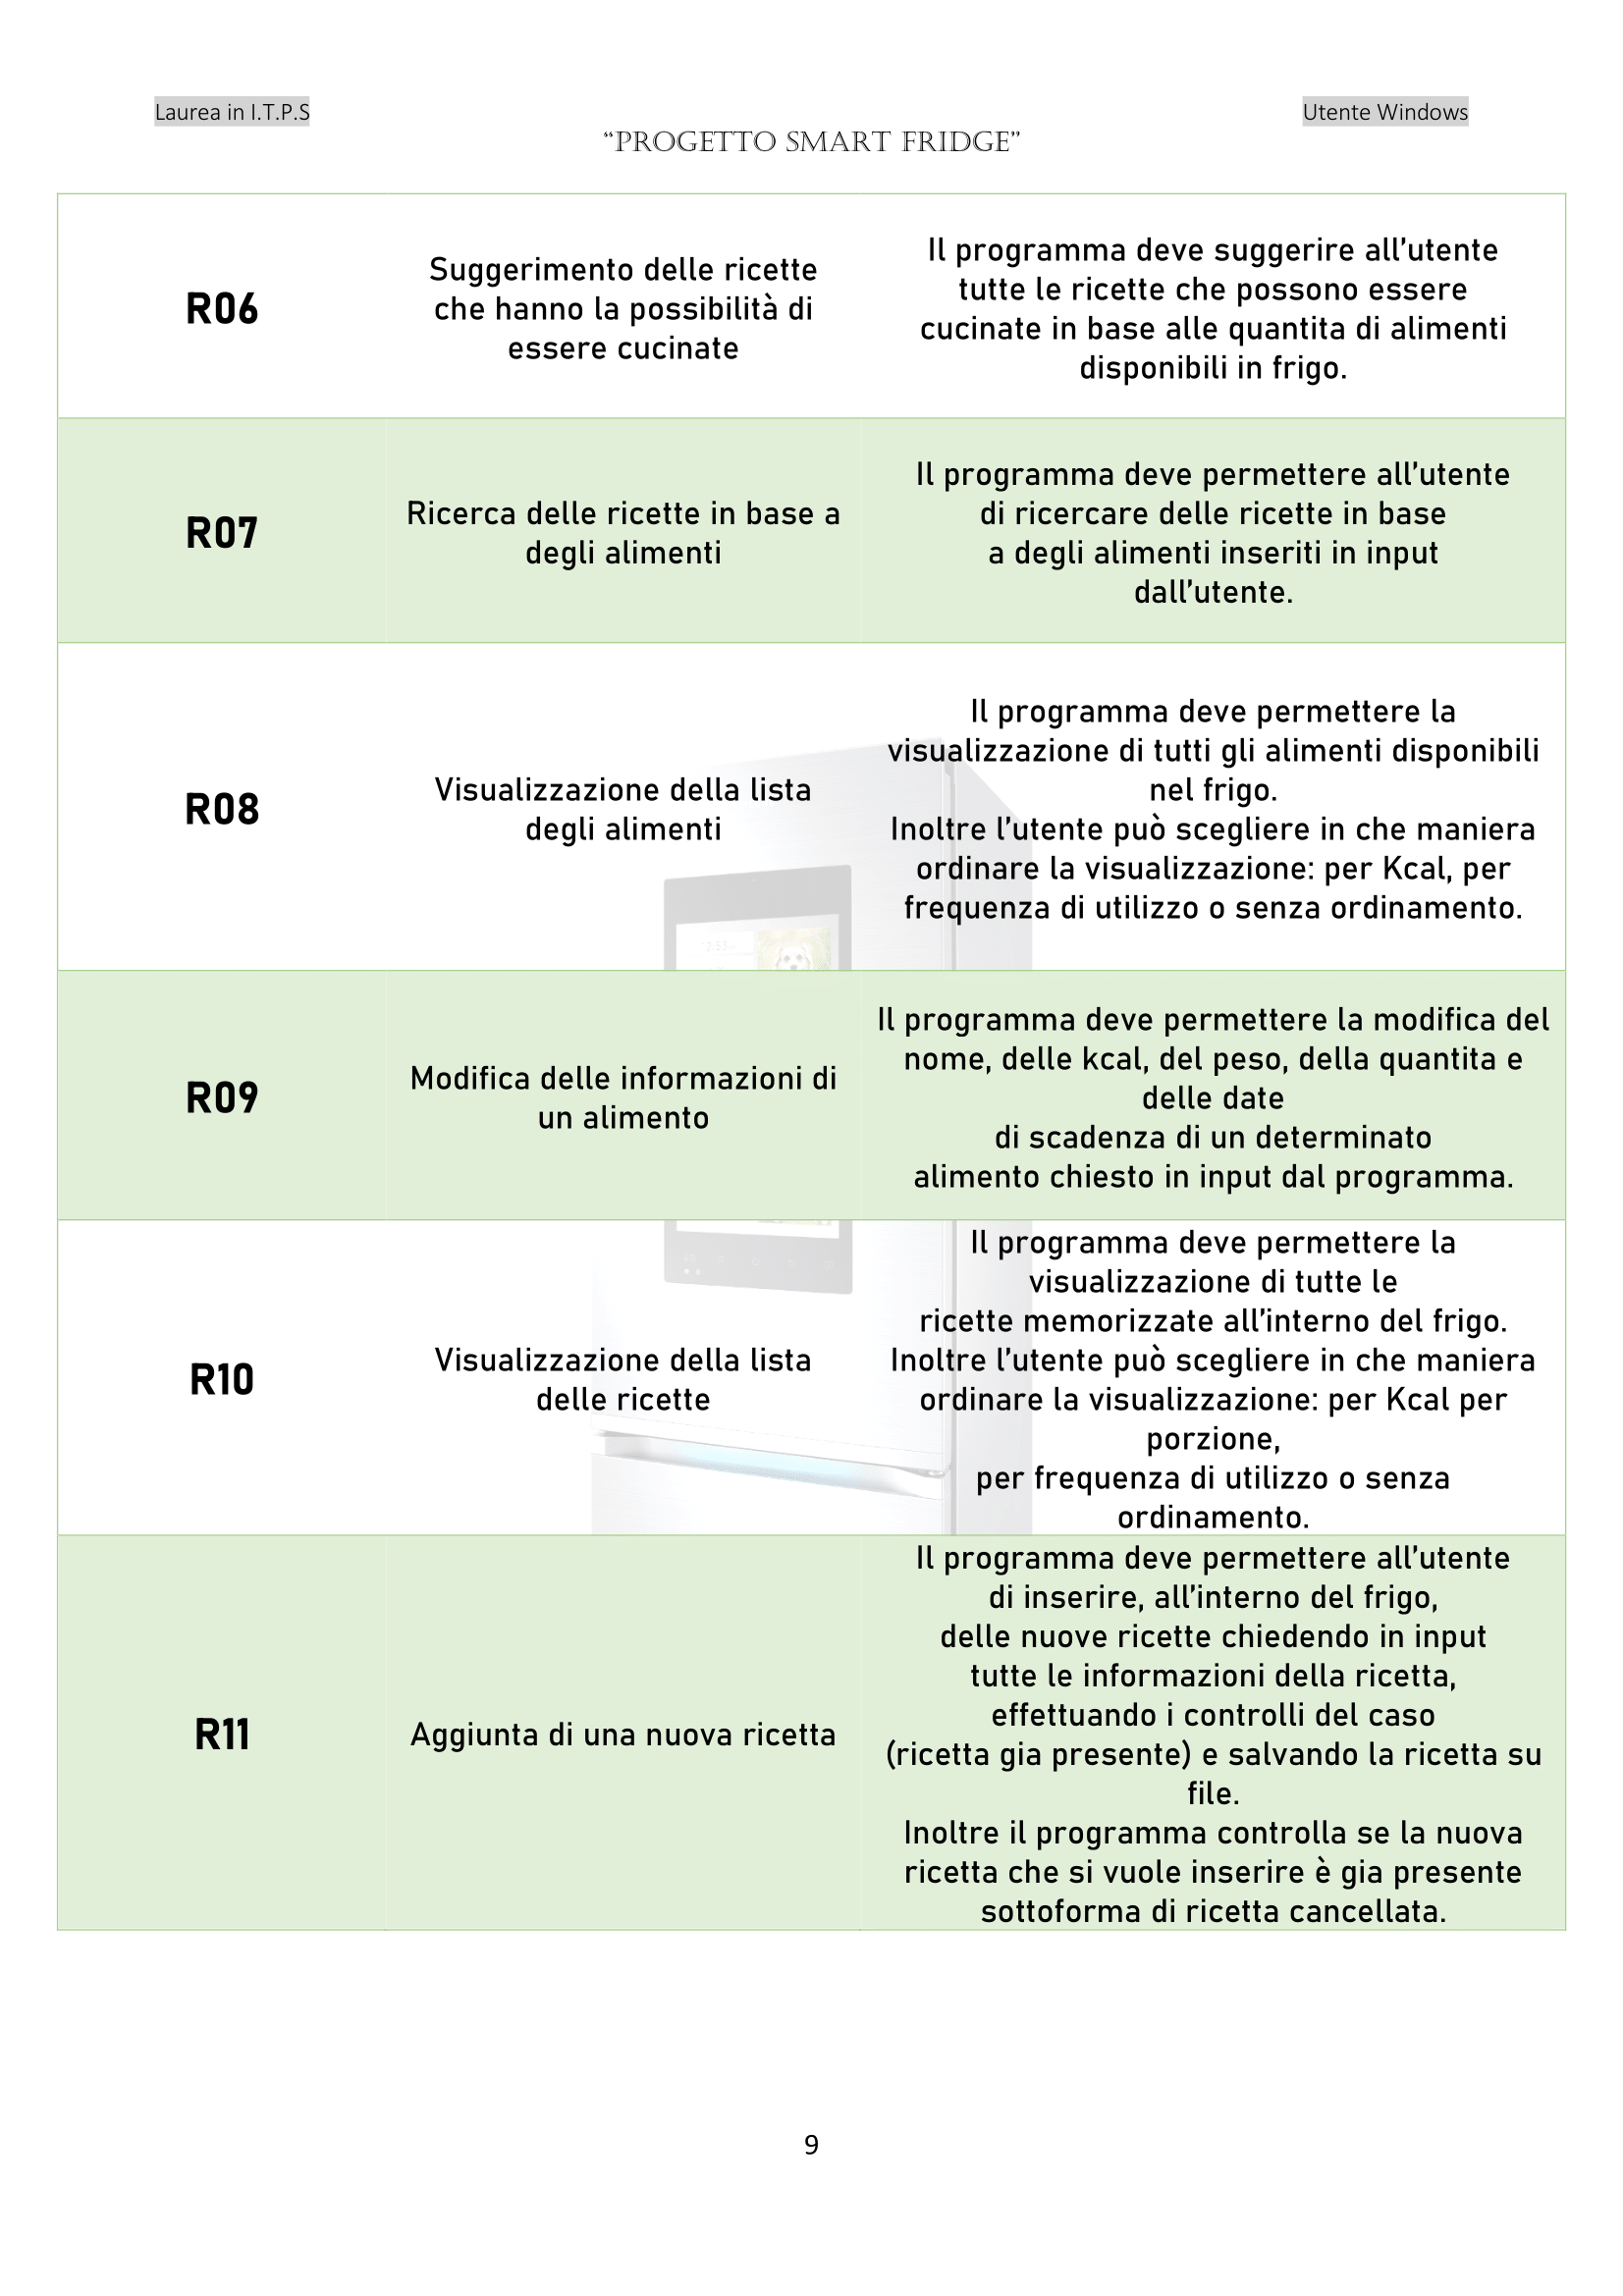 Laurea in I.T.P.S
Utente Windows
“PROGETTO SMART FRIDGE”
R06
Suggerimento delle ricette
che hanno la possibilità di
essere cucinate
Il programma deve suggerire all’utente
tutte le ricette che possono essere
cucinate in base alle quantita di alimenti
disponibili in frigo.
R07
Ricerca delle ricette in base a
degli alimenti
Il programma deve permettere all’utente
di ricercare delle ricette in base
a degli alimenti inseriti in input
dall’utente.
R08
Visualizzazione della lista
degli alimenti
Il programma deve permettere la
visualizzazione di tutti gli alimenti disponibili
nel frigo.
Inoltre l’utente può scegliere in che maniera
ordinare la visualizzazione: per Kcal, per
frequenza di utilizzo o senza ordinamento.
R09
Modifica delle informazioni di
un alimento
Il programma deve permettere la modifica del
nome, delle kcal, del peso, della quantita e
delle date
di scadenza di un determinato
alimento chiesto in input dal programma.
R10
Visualizzazione della lista
delle ricette
Il programma deve permettere la
visualizzazione di tutte le
ricette memorizzate all’interno del frigo.
Inoltre l’utente può scegliere in che maniera
ordinare la visualizzazione: per Kcal per
porzione,
per frequenza di utilizzo o senza
ordinamento.
R11
Aggiunta di una nuova ricetta
Il programma deve permettere all’utente
di inserire, all’interno del frigo,
delle nuove ricette chiedendo in input
tutte le informazioni della ricetta,
effettuando i controlli del caso
(ricetta gia presente) e salvando la ricetta su
file.
Inoltre il programma controlla se la nuova
ricetta che si vuole inserire è gia presente
sottoforma di ricetta cancellata.
9